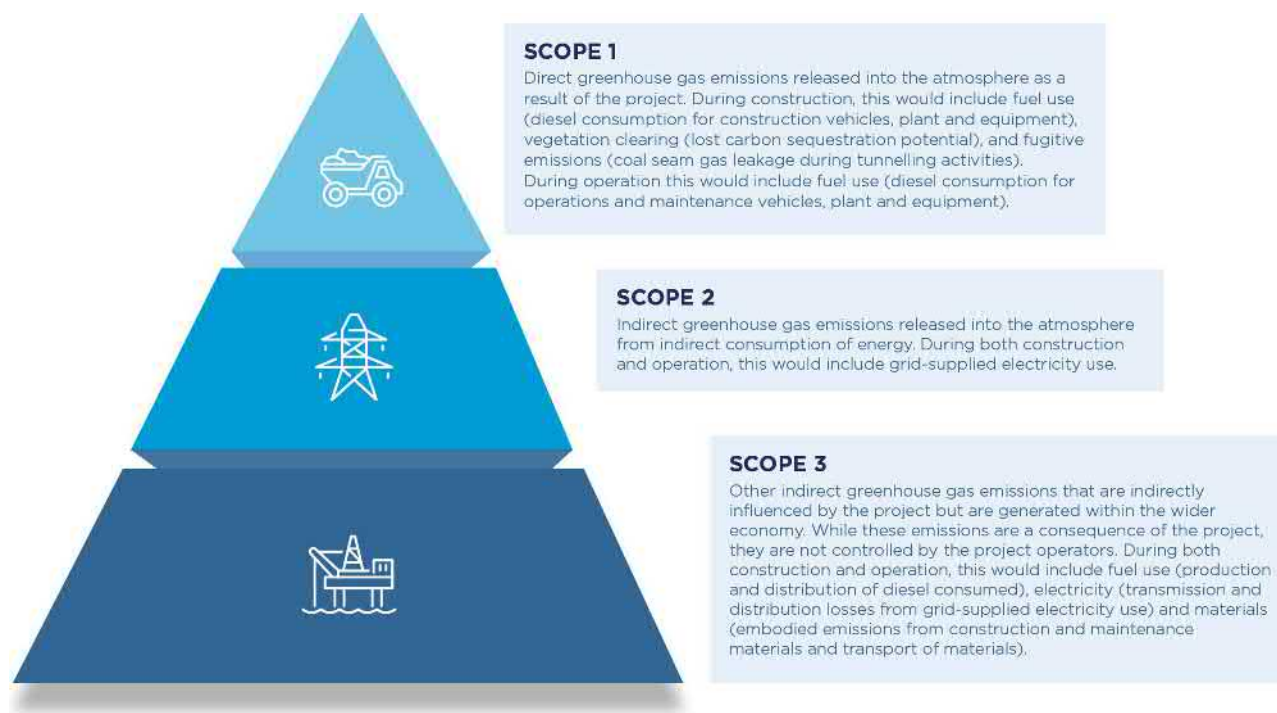 SCOPE 1
Direct greenhouse gas emissions released into the atmosphere as a
result of the project. During construction, this would include fuel use
(diesel consumption for construction vehicles, plant and equipment),
vegetation clearing (lost carbon sequestration potential), and fugitive
emissions (coal seam gas leakage during tunnelling activities).
During operation this would include fuel use (diesel consumption for
operations and maintenance vehicles, plant and equipment).
SCOPE 2
Indirect greenhouse gas emissions released into the atmosphere
from indirect consumption of energy. During both construction
and operation, this would include grid-supplied electricity use.
SCOPE 3
Other indirect greenhouse gas emissions that are indirectly
influenced by the project but are generated within the wider
economy. While these emissions are a consequence of the project,
they are not controlled by the project operators. During both
construction and operation, this would include fuel use (production
and distribution of diesel consumed), electricity (transmission and
distribution losses from grid-supplied electricity use) and materials
(embodied emissions from construction and maintenance
materials and transport of materials).